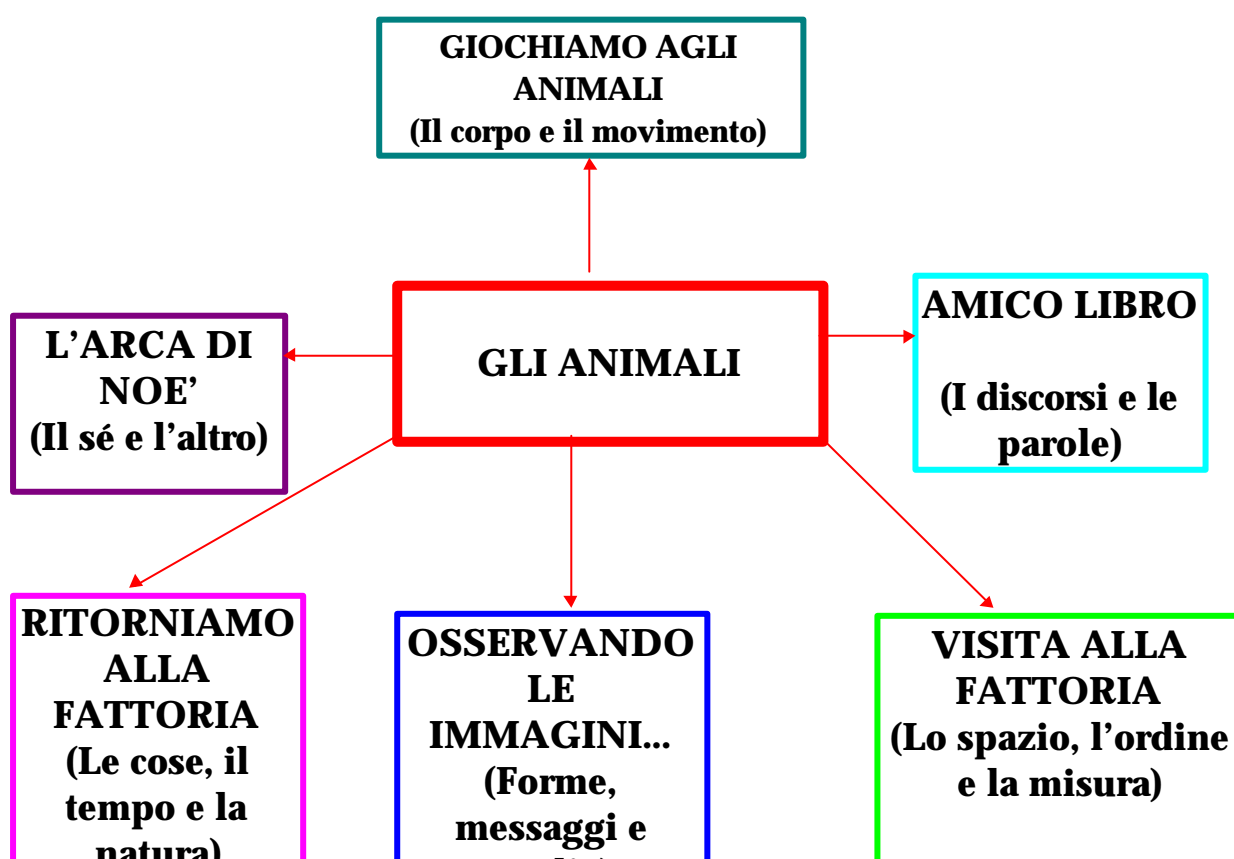 GIOCHIAMO AGLI
ANIMALI
(Il corpo e il movimento)
L’ARCA DI
NOE’
(Il sé e l’altro)
GLI ANIMALI
AMICO LIBRO
(I discorsi e le
parole)
RITORNIAMO
ALLA
FATTORIA
(Le cose, il
tempo e la
natura)
OSSERVANDO
LE
IMMAGINI...
(Forme,
messaggi e
VISITA ALLA
FATTORIA
(Lo spazio, l’ordine
e la misura)